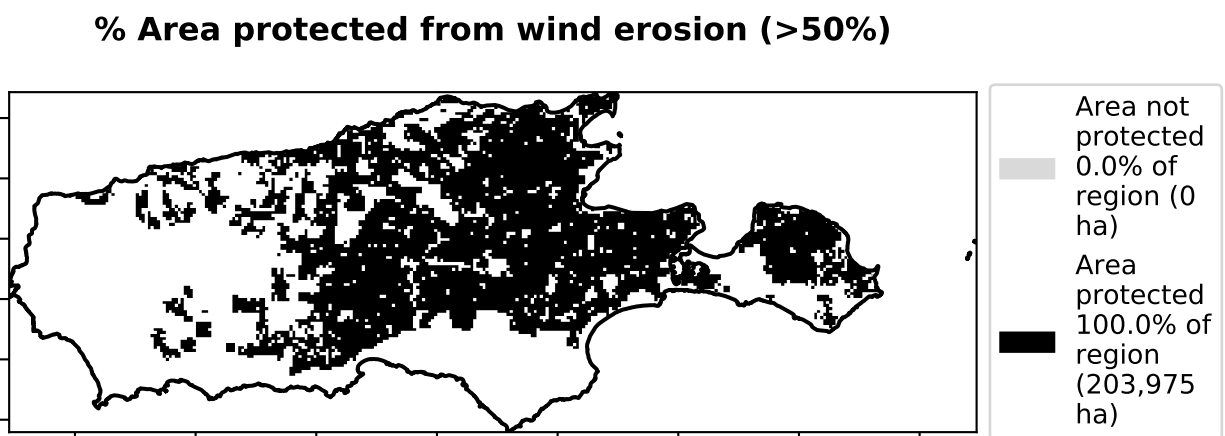 % Area protected from wind erosion (>50%)
Area not
protected
0.0% of
region (0
ha)
Area
protected
100.0% of
region
(203,975
ha)